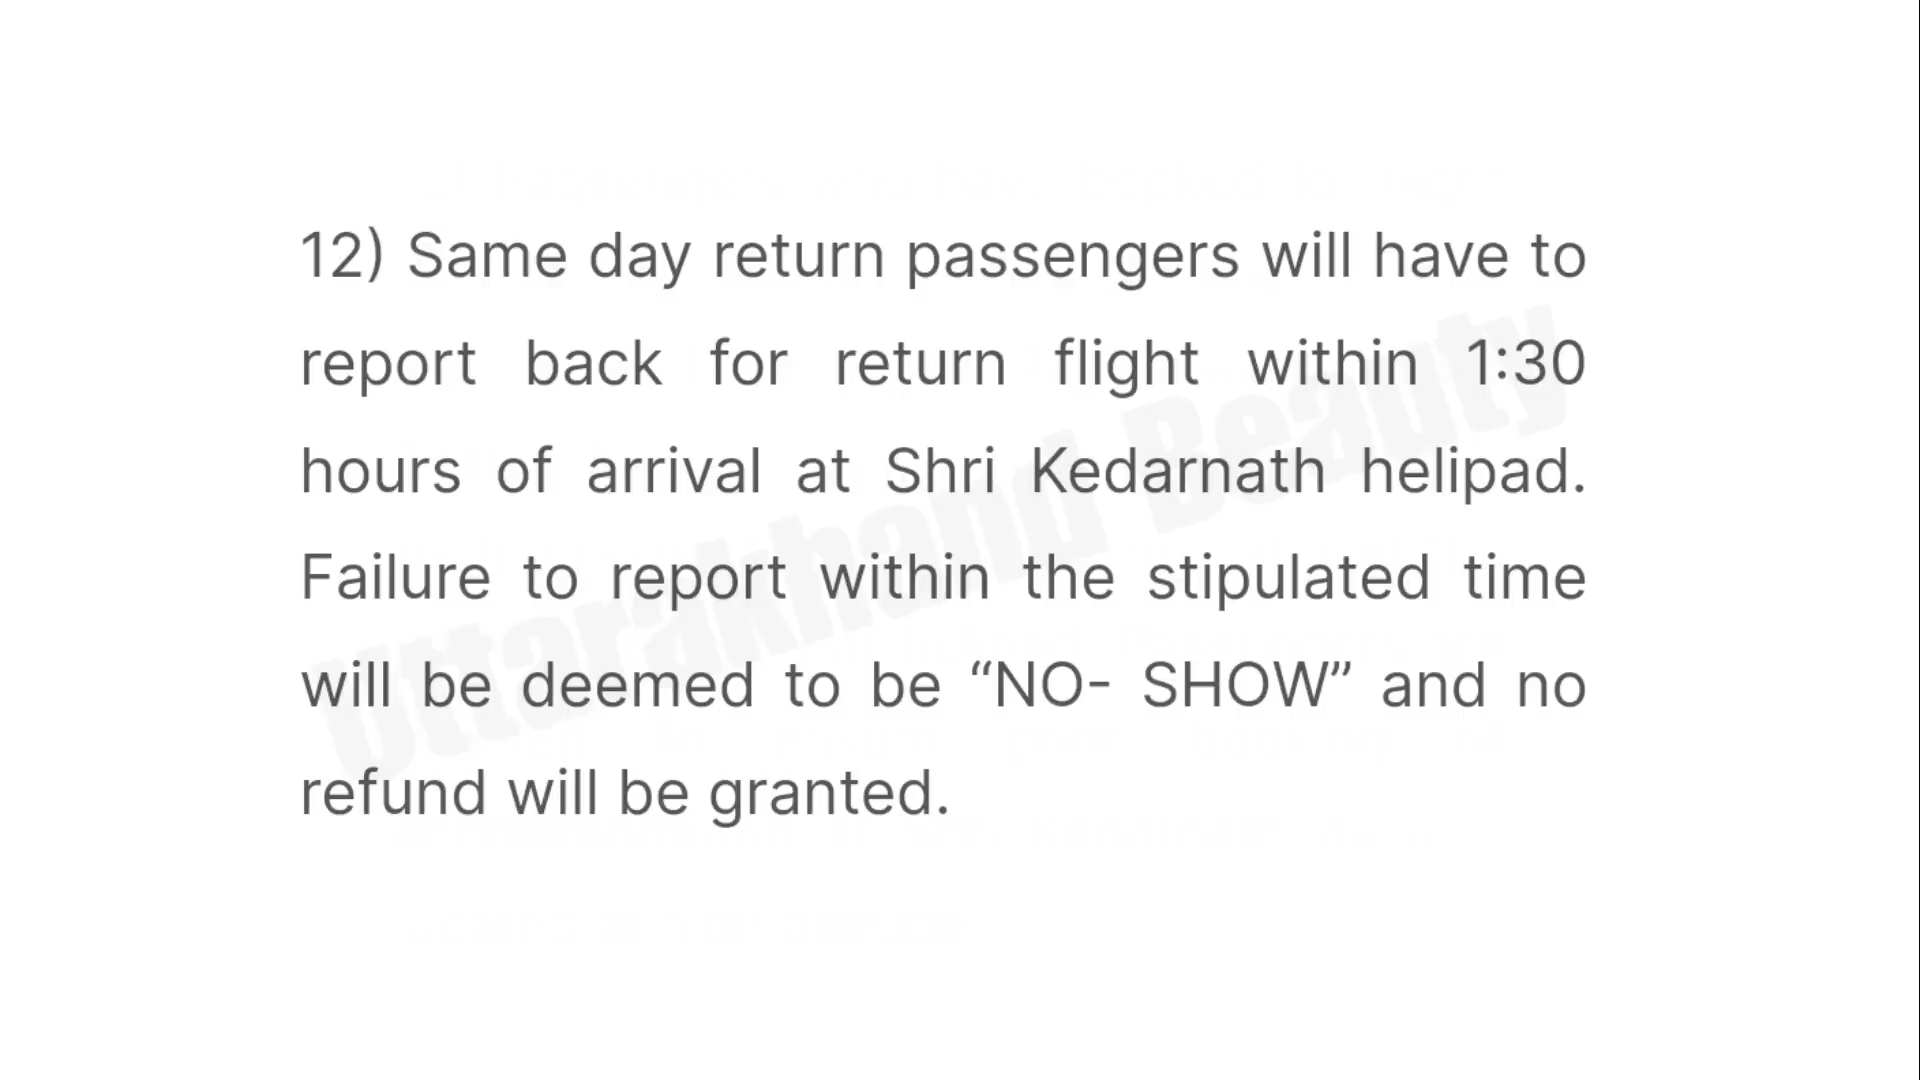 12) Same day return passengers will have to
report back for return flight within 1:30
hours of arrival at Shri Kedarnath helipad.
Failure to report within the stipulated time
will be deemed to be “NO- SHOW” and no
refund will be granted.
Uttarakhand Beauty